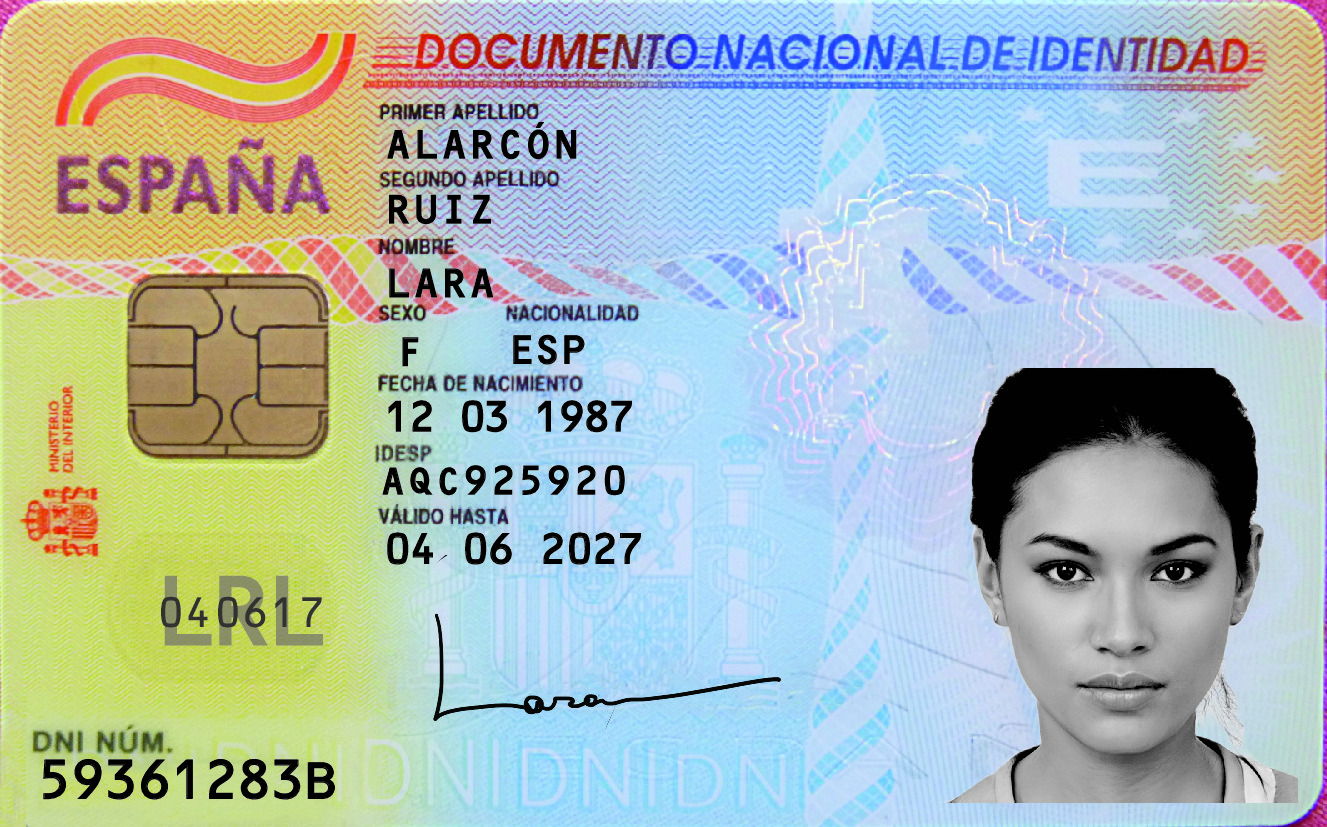 DOCUMENTO NACIONAL DE IDENTIDAD
ESPAÑA
PRIMER APELLIDO
ALARCÓN
SEGUNDO APELLIDO
RUIZ
NOMBRE
LARA
SEXO NACIONALIDAD
F ESP
FECHA DE NACIMIENTO
12 03 1987
IDESP
AQC925920
VÁLIDO HASTA
04 06 2027
MINISTERIO
DEL INTERIOR
E
LRL
040617
Lara
DNI NÚM.
59361283B
DNIDNIDNIDNI